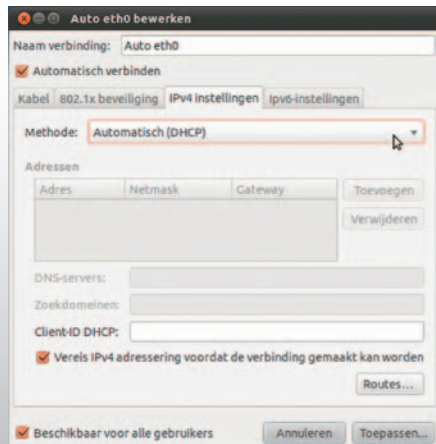 Auto eth0 bewerken
Naam verbinding: Auto eth0
Automatisch verbinden
Kabel 802.1x beveiliging IPv4 instellingen Ipv6-instellingen
Methode: Automatisch (DHCP)
Adressen
Adres Netmask Gateway Toevoegen
Verwijderen
DNS-servers:
Zoekdomeinen:
Client-ID DHCP:
Vereis IPv4 adressering voordat de verbinding gemaakt kan worden
Routes...
Beschikbaar voor alle gebruikers Annuleren Toepassen...